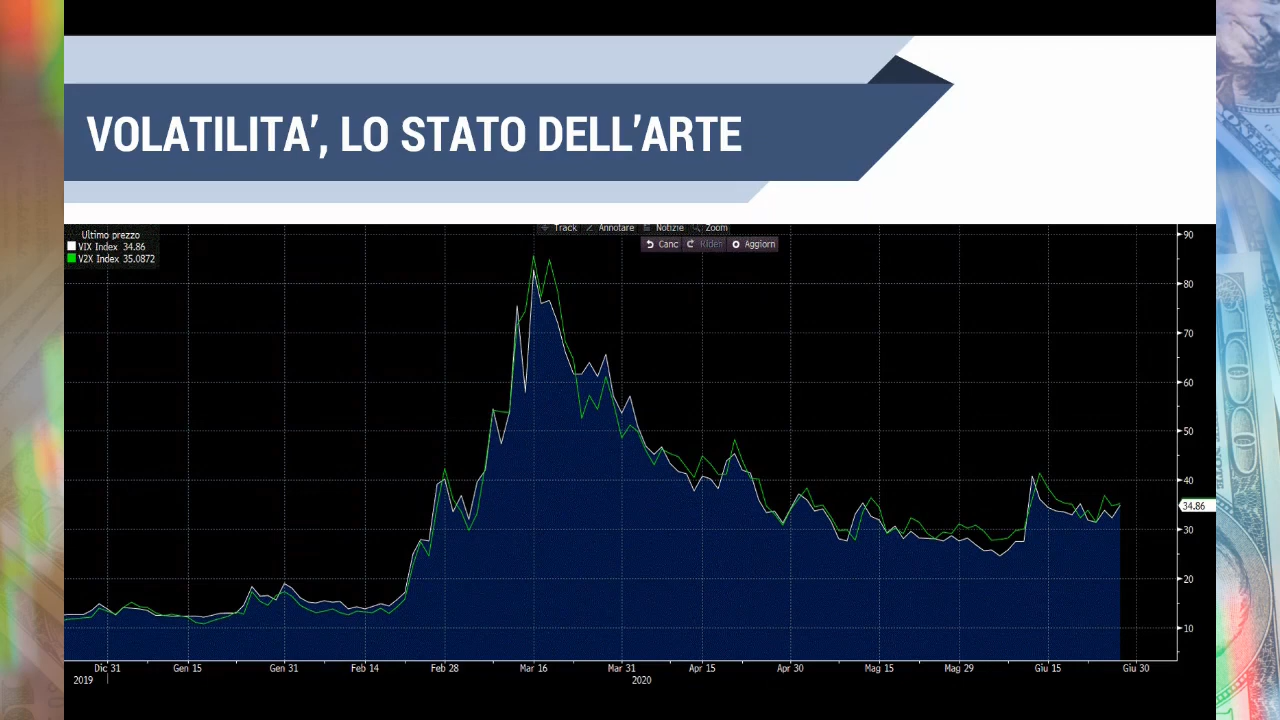 VOLATILITA’, LO STATO DELL’ARTE
Track Annotare Notizie Zoom
Canc Riden Aggiorn
Ultimo prezzo
VIX Index 34.86
V2X Index 35.0872
90
80
70
60
50
40
34.86
30
20
10
Dic 31 Gen 15 Gen 31 Feb 14 Feb 28 Mar 16 Mar 31 Apr 15 Apr 30 Mag 15 Mag 29 Giu 15 Giu 30
2019 2020